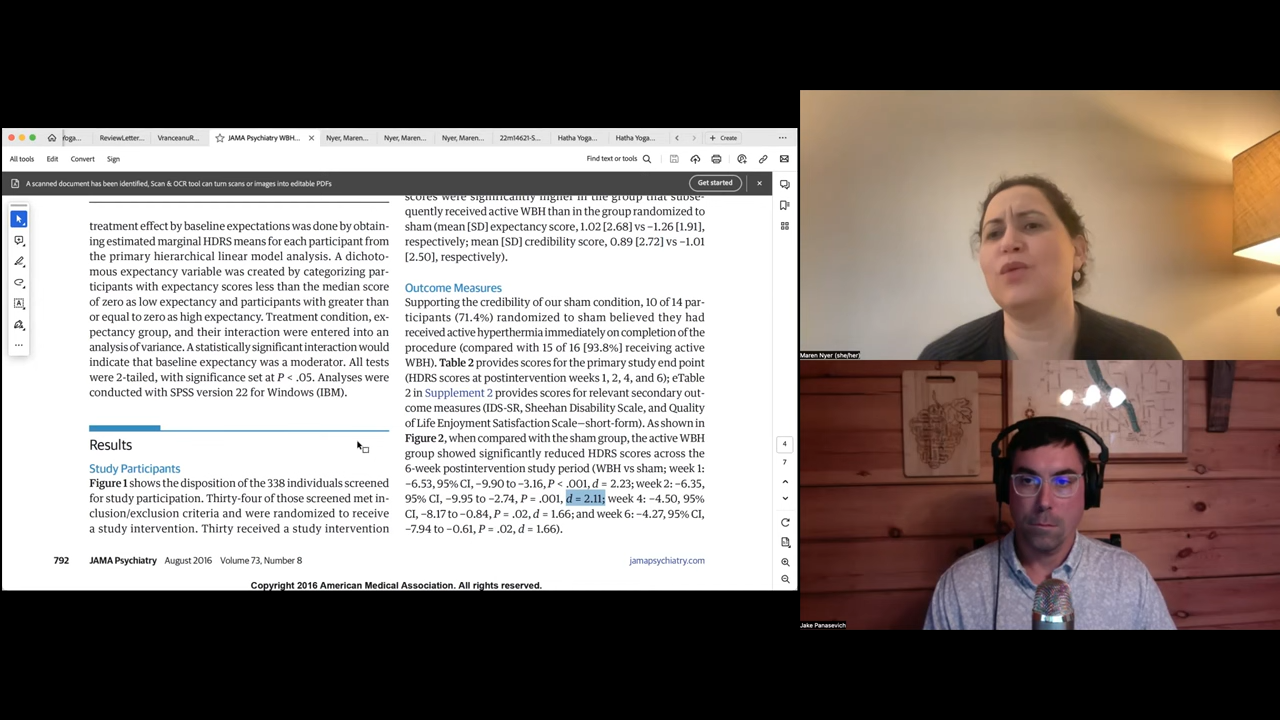 Yoga...
ReviewLetter...
VranceanuR...
JAMA Psychiatry WBH...
Nyer, Maren...
Nyer, Maren...
Nyer, Maren...
22m14621-S...
Hatha Yoga...
Hatha Yoga...
Create
All tools
Edit
Convert
Sign
Find text or tools
A scanned document has been identified, Scan & OCR tool can turn scans or images into editable PDFs
Get started
treatment effect by baseline expectations was done by obtain-
ing estimated marginal HDRS means for each participant from
the primary hierarchical linear model analysis. A dichoto-
mous expectancy variable was created by categorizing par-
ticipants with expectancy scores less than the median score
of zero as low expectancy and participants with greater than
or equal to zero as high expectancy. Treatment condition, ex-
pectancy group, and their interaction were entered into an
analysis of variance. A statistically significant interaction would
indicate that baseline expectancy was a moderator. All tests
were 2-tailed, with significance set at P < .05. Analyses were
conducted with SPSS version 22 for Windows (IBM).
Results
Study Participants
Figure 1 shows the disposition of the 338 individuals screened
for study participation. Thirty-four of those screened met in-
clusion/exclusion criteria and were randomized to receive
a study intervention. Thirty received a study intervention
scores were significantly higher in the group that subse-
quently received active WBH than in the group randomized to
sham (mean [SD] expectancy score, 1.02 [2.68] vs −1.26 [1.91],
respectively; mean [SD] credibility score, 0.89 [2.72] vs −1.01
[2.50], respectively).
Outcome Measures
Supporting the credibility of our sham condition, 10 of 14 par-
ticipants (71.4%) randomized to sham believed they had
received active hyperthermia immediately on completion of the
procedure (compared with 15 of 16 [93.8%] receiving active
WBH). Table 2 provides scores for the primary study end point
(HDRS scores at postintervention weeks 1, 2, 4, and 6); eTable
2 in Supplement 2 provides scores for relevant secondary out-
come measures (IDS-SR, Sheehan Disability Scale, and Quality
of Life Enjoyment Satisfaction Scale—short-form). As shown in
Figure 2, when compared with the sham group, the active WBH
group showed significantly reduced HDRS scores across the
6-week postintervention study period (WBH vs sham; week 1:
−6.53, 95% CI, −9.90 to −3.16, P < .001, d = 2.23; week 2: −6.35,
95% CI, −9.95 to −2.74, P = .001, d = 2.11; week 4: −4.50, 95%
CI, −8.17 to −0.84, P = .02, d = 1.66; and week 6: −4.27, 95% CI,
−7.94 to −0.61, P = .02, d = 1.66).
4
7
792 JAMA Psychiatry August 2016 Volume 73, Number 8
jamapsychiatry.com
Copyright 2016 American Medical Association. All rights reserved.
Maren Nyer (she/her)
Jake Panasevich